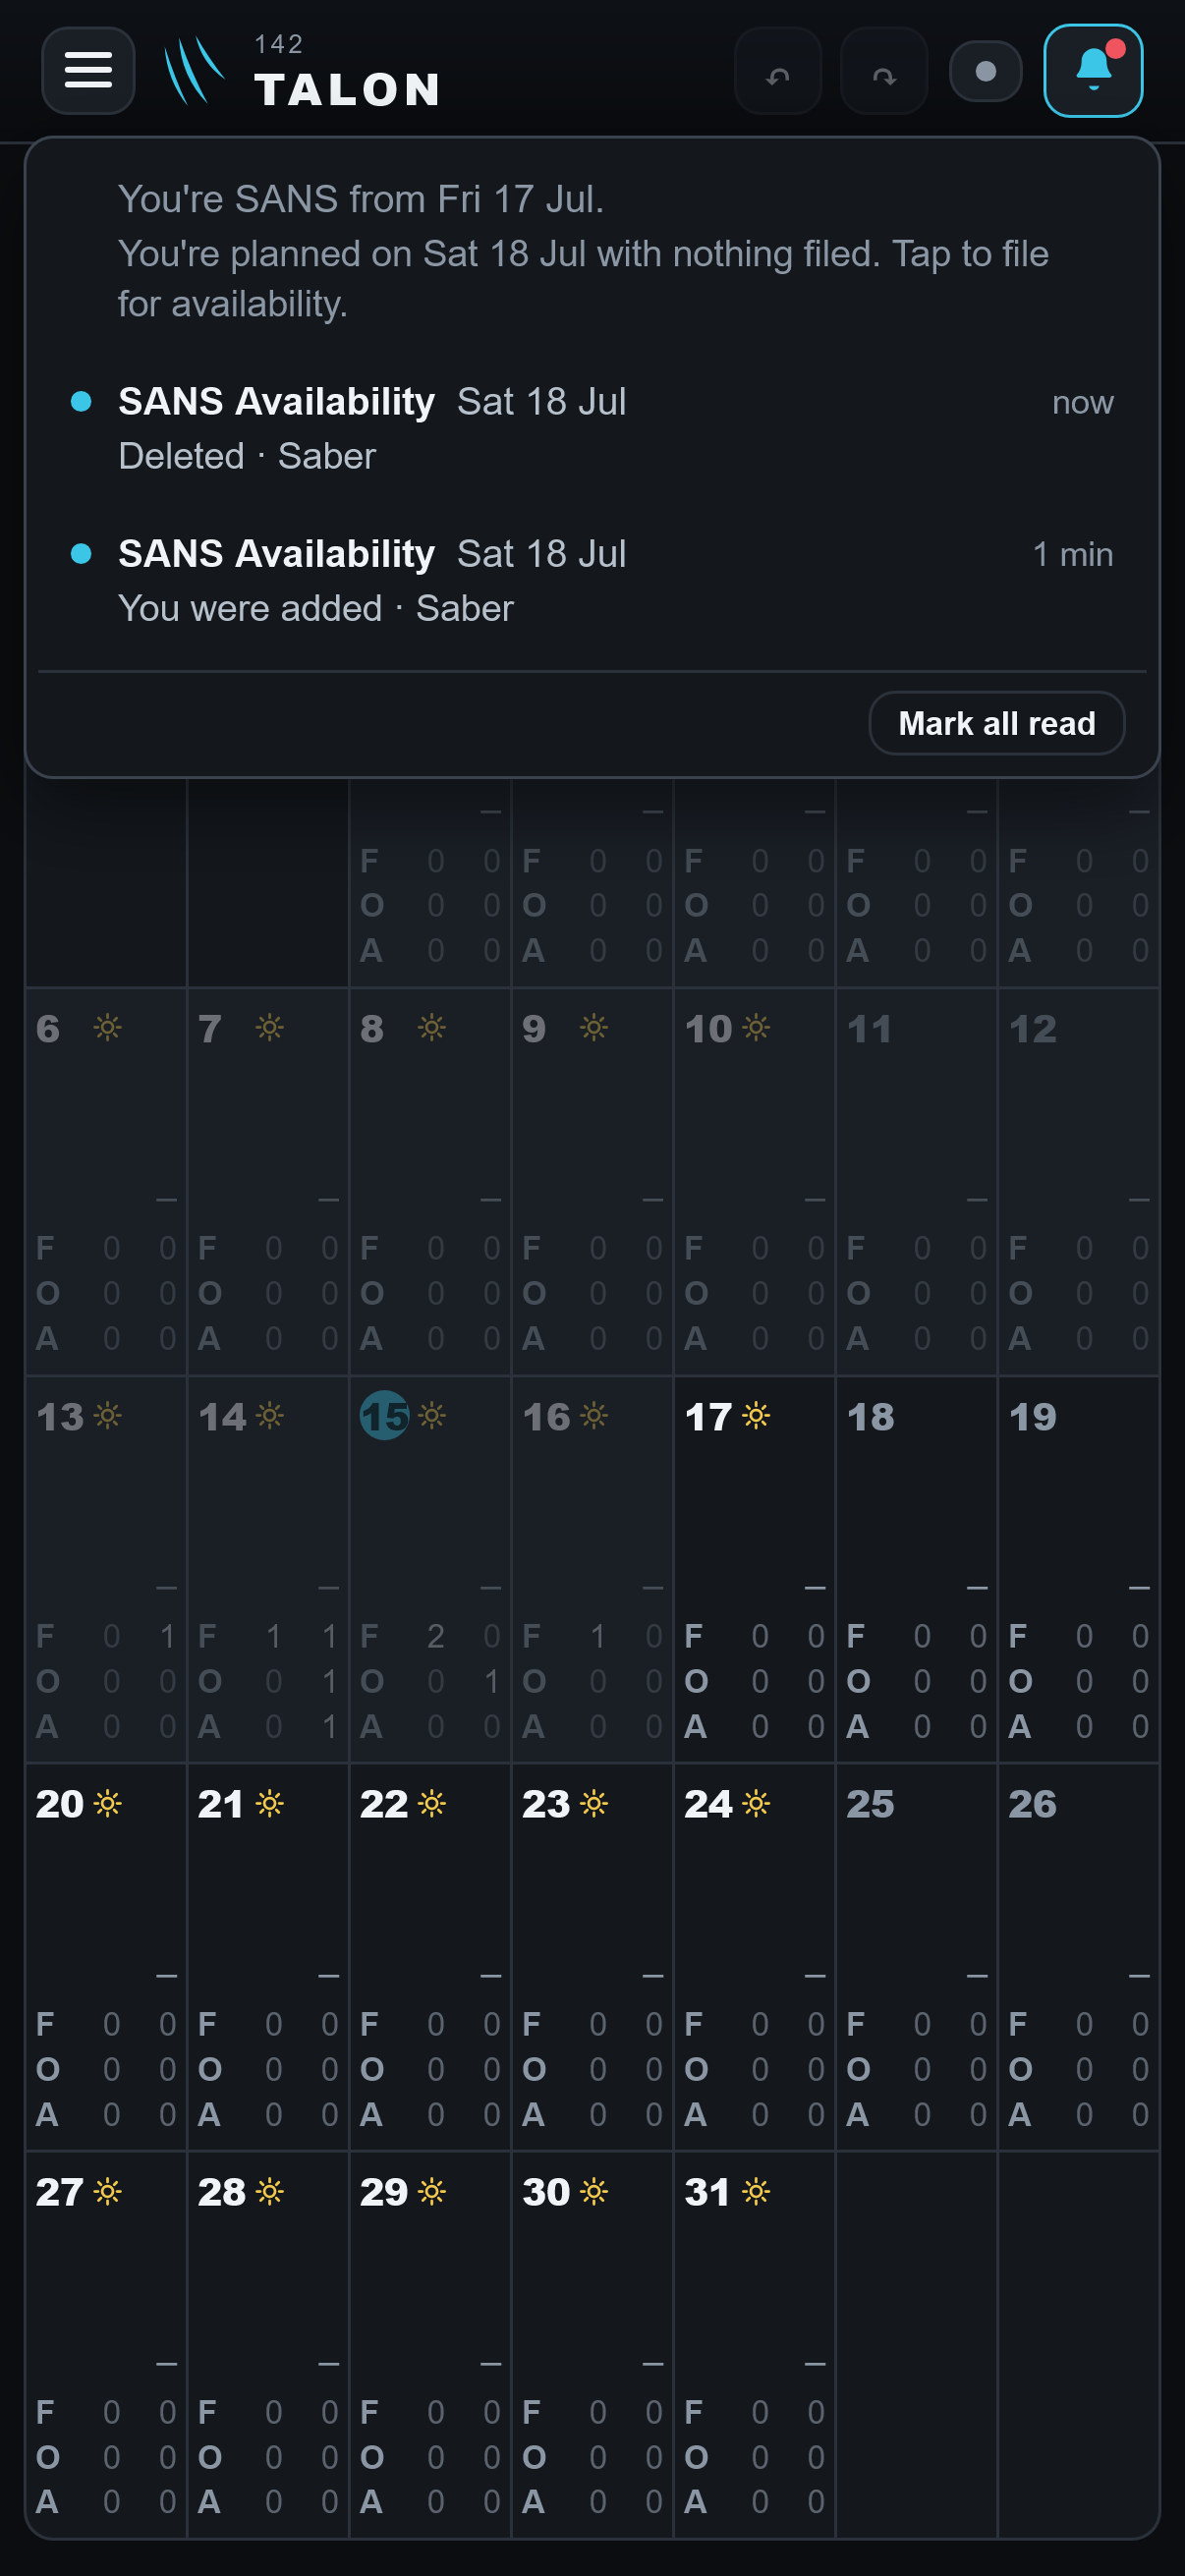 142
TALON
You're SANS from Fri 17 Jul.
You're planned on Sat 18 Jul with nothing filed. Tap to file
for availability.
SANS Availability Sat 18 Jul now
Deleted · Saber
SANS Availability Sat 18 Jul 1 min
You were added · Saber
Mark all read
– – – – –
F 0 0 F 0 0 F 0 0 F 0 0 F 0 0
O 0 0 O 0 0 O 0 0 O 0 0 O 0 0
A 0 0 A 0 0 A 0 0 A 0 0 A 0 0
6 7 8 9 10 11 12
– – – – – – –
F 0 0 F 0 0 F 0 0 F 0 0 F 0 0 F 0 0 F 0 0
O 0 0 O 0 0 O 0 0 O 0 0 O 0 0 O 0 0 O 0 0
A 0 0 A 0 0 A 0 0 A 0 0 A 0 0 A 0 0 A 0 0
13 14 15 16 17 18 19
– – – – – – –
F 0 1 F 1 1 F 2 0 F 1 0 F 0 0 F 0 0 F 0 0
O 0 0 O 0 1 O 0 1 O 0 0 O 0 0 O 0 0 O 0 0
A 0 0 A 0 1 A 0 0 A 0 0 A 0 0 A 0 0 A 0 0
20 21 22 23 24 25 26
– – – – – – –
F 0 0 F 0 0 F 0 0 F 0 0 F 0 0 F 0 0 F 0 0
O 0 0 O 0 0 O 0 0 O 0 0 O 0 0 O 0 0 O 0 0
A 0 0 A 0 0 A 0 0 A 0 0 A 0 0 A 0 0 A 0 0
27 28 29 30 31
– – – – –
F 0 0 F 0 0 F 0 0 F 0 0 F 0 0
O 0 0 O 0 0 O 0 0 O 0 0 O 0 0
A 0 0 A 0 0 A 0 0 A 0 0 A 0 0